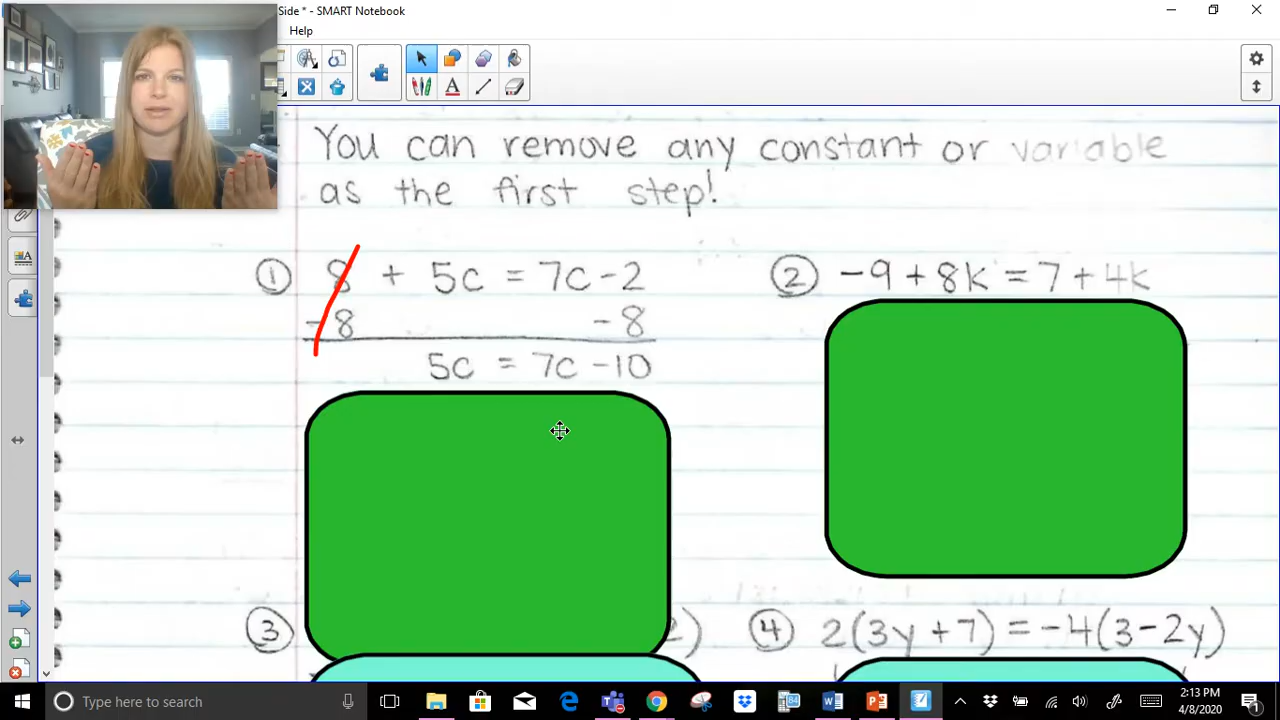 Side * - SMART Notebook
Help
You can remove any constant or variable
as the first step!
① 8 + 5c = 7c - 2
- 8 - 8
5c = 7c - 10
② -9 + 8k = 7 + 4k
③ 2)
④ 2(3y + 7) = -4(3 - 2y)
Type here to search
2:13 PM
4/8/2020